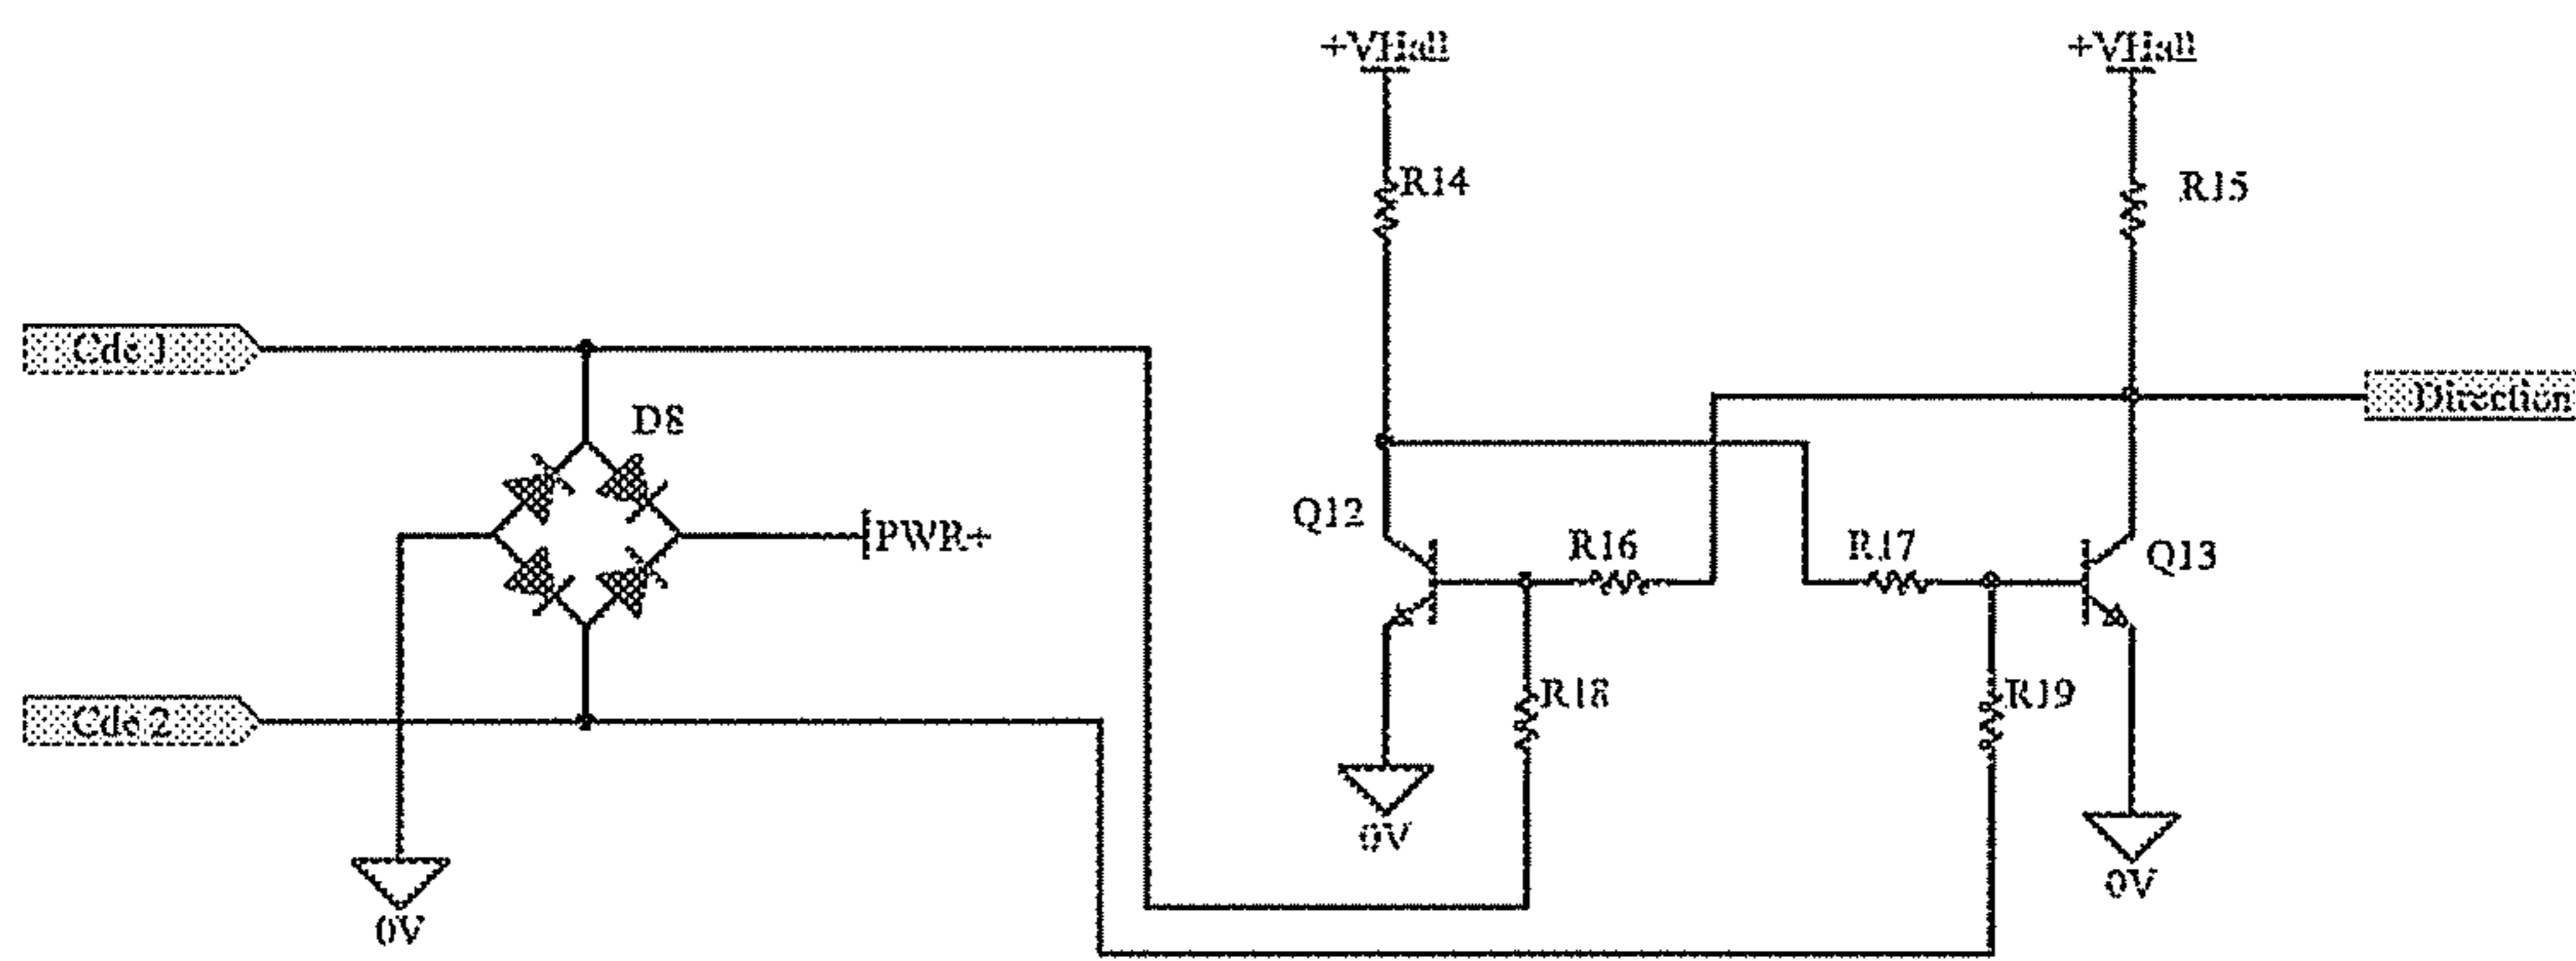 +VHall
+VHall
R14
R15
Cde 1
Direction
D8
Q12
PWR+
R16
R17
Q13
Cde 2
R18
R19
0V
0V
0V